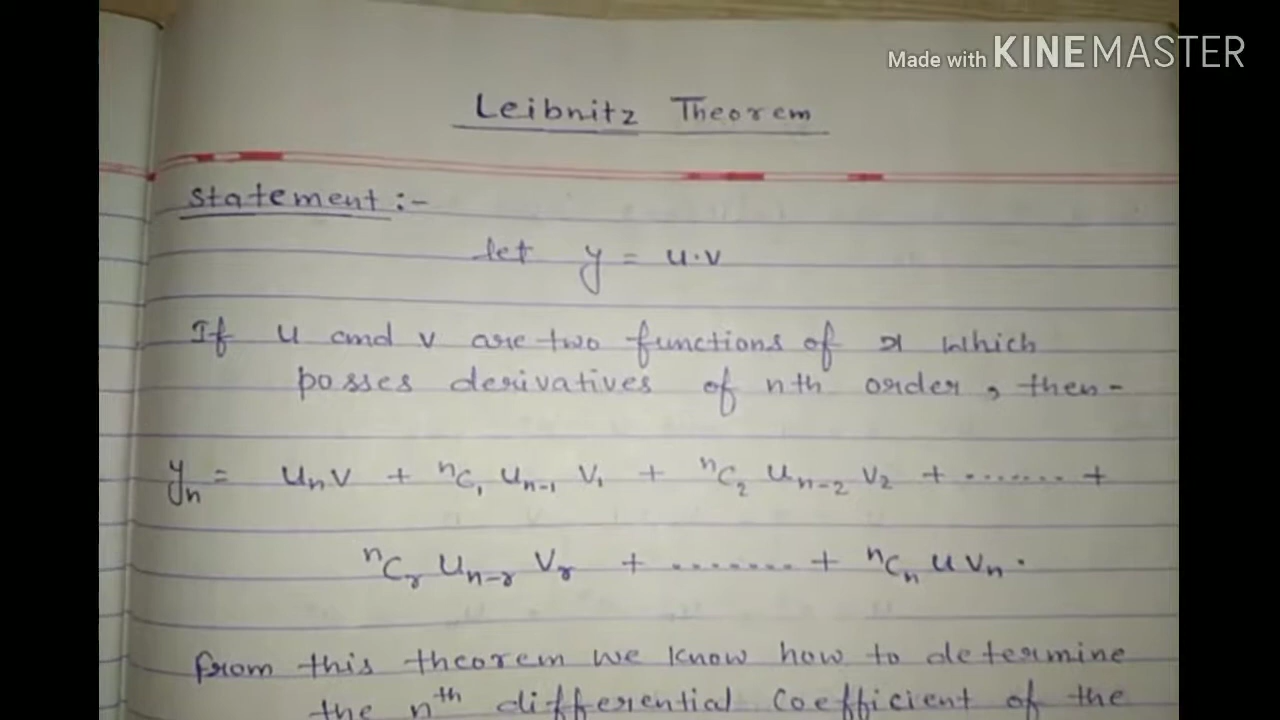 Made with KINEMASTER
Leibnitz Theorem
Statement :-
let y = u·v
If u and v are two functions of x which
posses derivatives of nth order, then-
yₙ = uₙv + ⁿC₁ uₙ₋₁ v₁ + ⁿC₂ uₙ₋₂ v₂ + ....... +
ⁿCᵣ uₙ₋ᵣ vᵣ + ....... + ⁿCₙ u vₙ.
from this theorem we know how to determine
the nᵗʰ differential coefficient of the